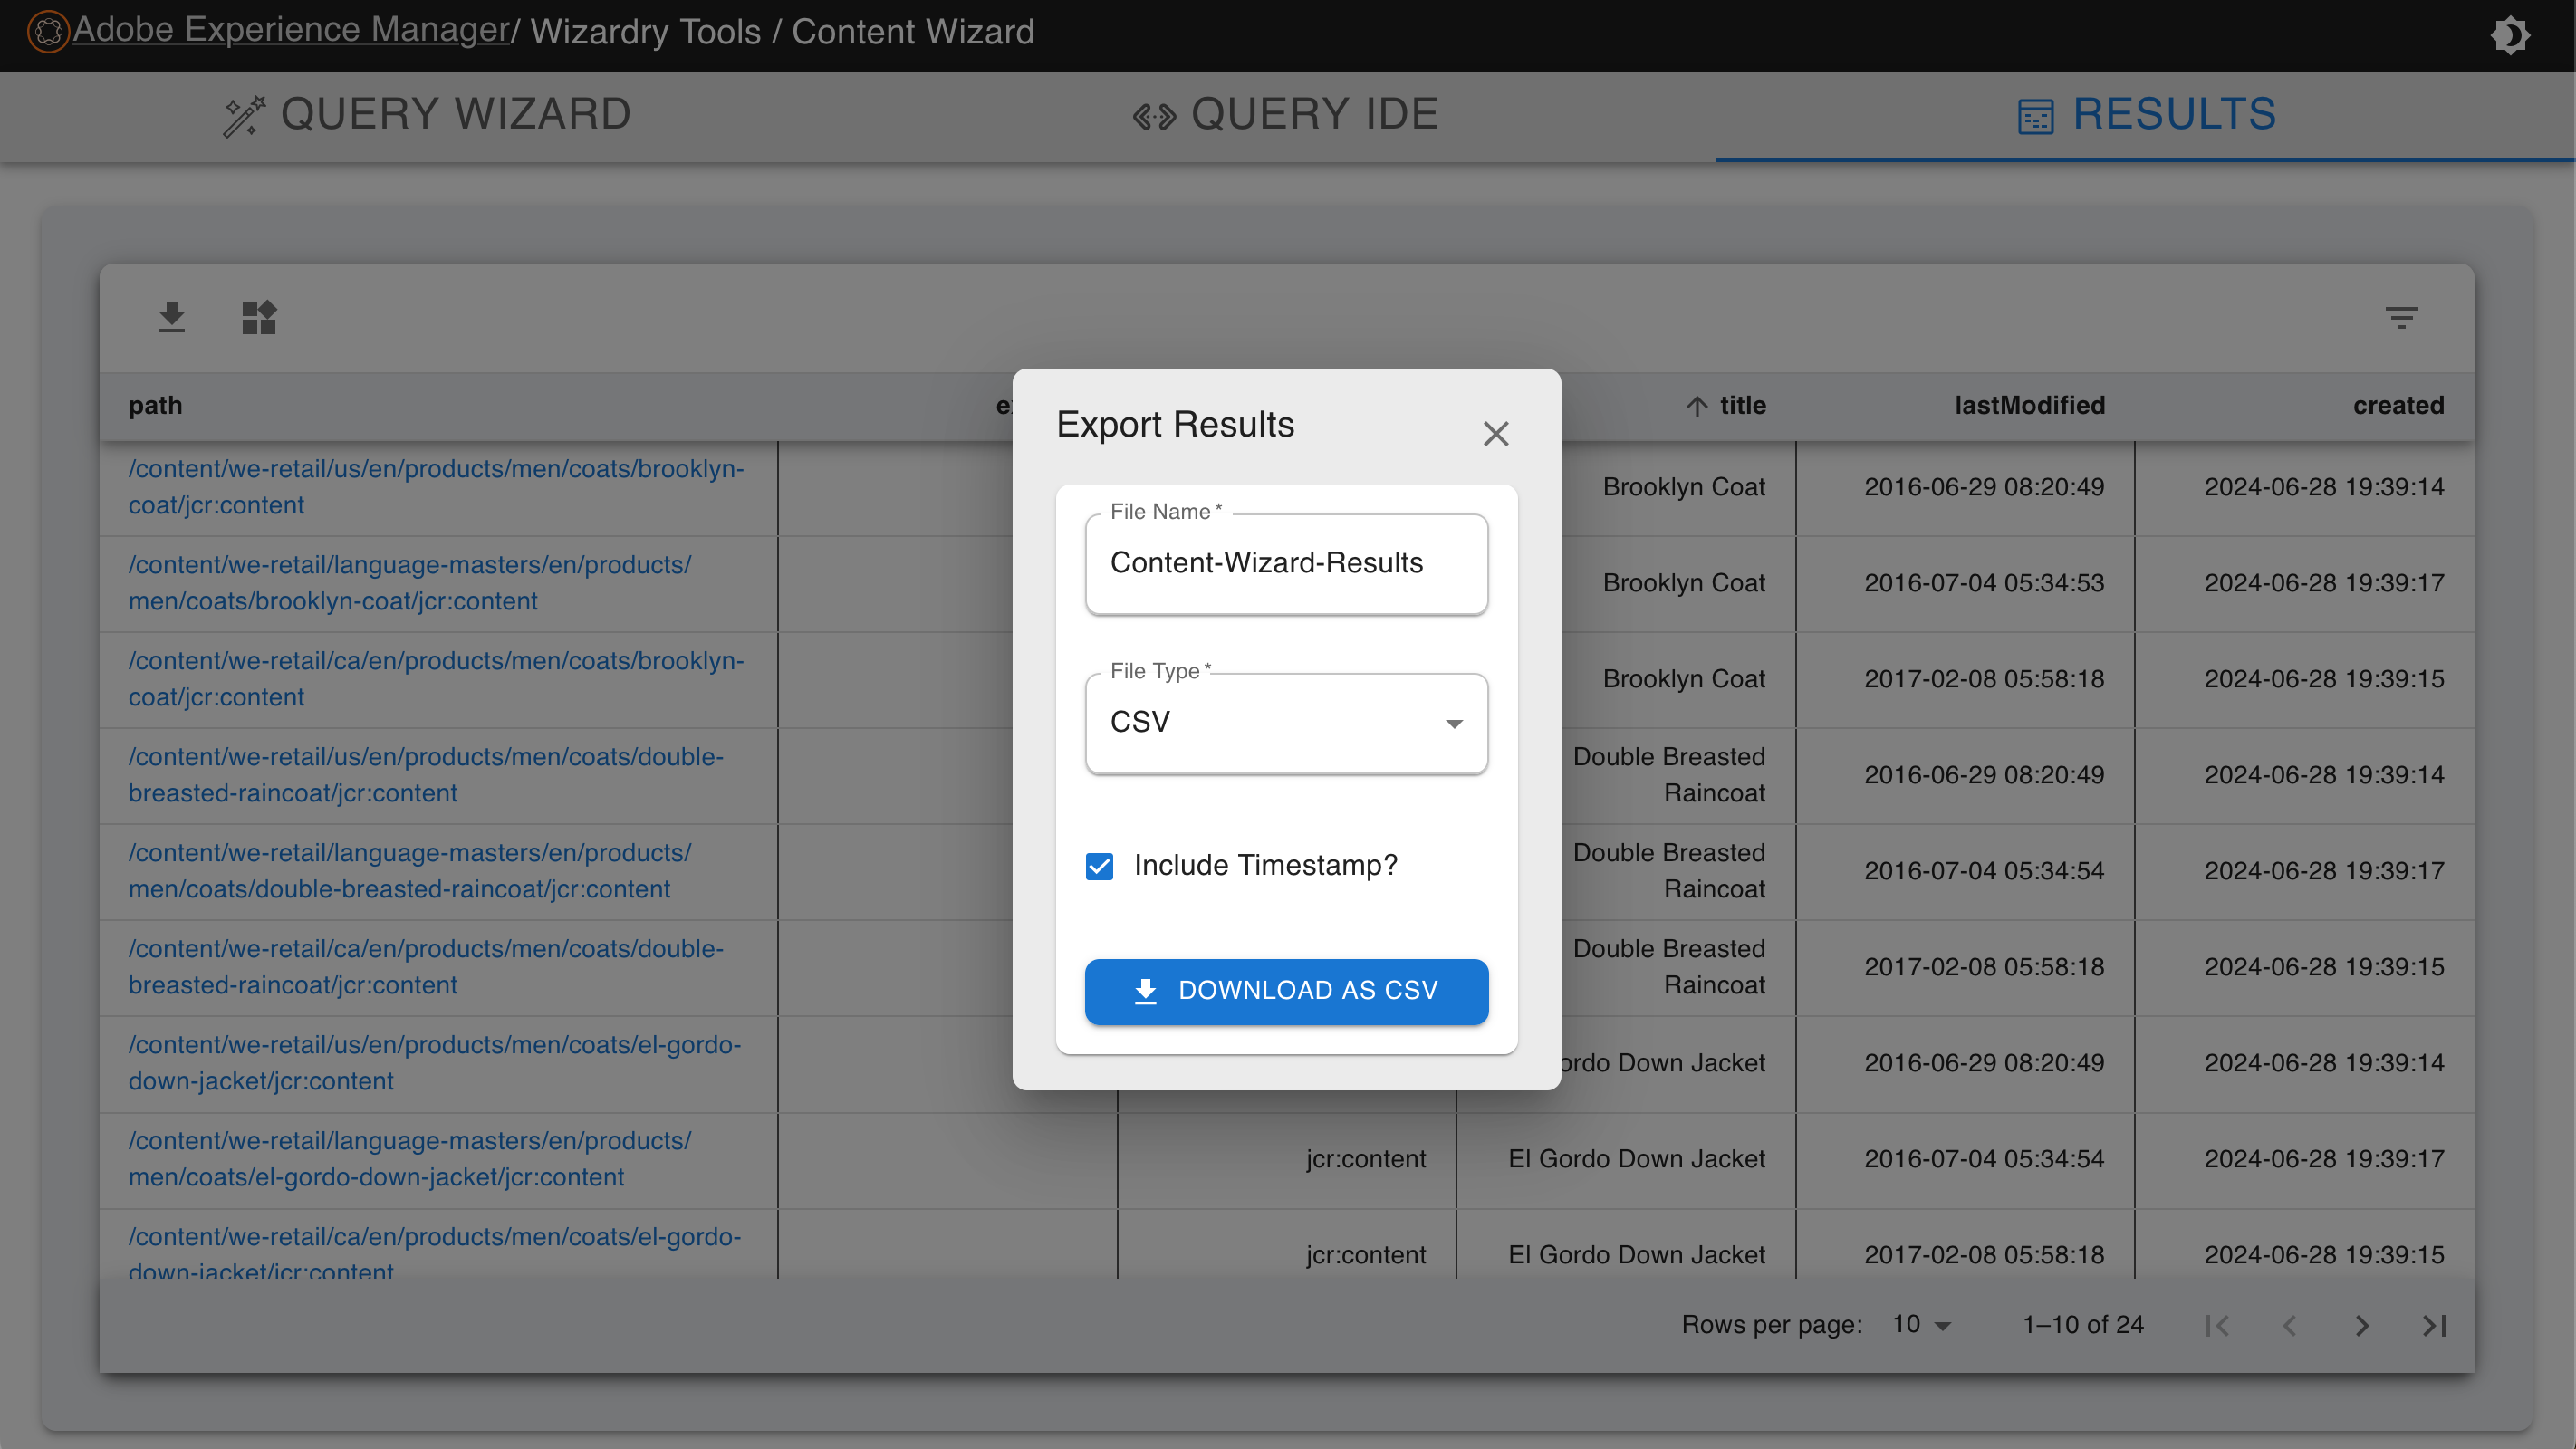 Adobe Experience Manager/ Wizardry Tools / Content Wizard
QUERY WIZARD
QUERY IDE
RESULTS
Export Results
File Name *
Content-Wizard-Results
File Type *
CSV
Include Timestamp?
DOWNLOAD AS CSV
path
title
lastModified
created
/content/we-retail/us/en/products/men/coats/brooklyn-
coat/jcr:content
Brooklyn Coat
2016-06-29 08:20:49
2024-06-28 19:39:14
/content/we-retail/language-masters/en/products/
men/coats/brooklyn-coat/jcr:content
Brooklyn Coat
2016-07-04 05:34:53
2024-06-28 19:39:17
/content/we-retail/ca/en/products/men/coats/brooklyn-
coat/jcr:content
Brooklyn Coat
2017-02-08 05:58:18
2024-06-28 19:39:15
/content/we-retail/us/en/products/men/coats/double-
breasted-raincoat/jcr:content
Double Breasted
Raincoat
2016-06-29 08:20:49
2024-06-28 19:39:14
/content/we-retail/language-masters/en/products/
men/coats/double-breasted-raincoat/jcr:content
Double Breasted
Raincoat
2016-07-04 05:34:54
2024-06-28 19:39:17
/content/we-retail/ca/en/products/men/coats/double-
breasted-raincoat/jcr:content
Double Breasted
Raincoat
2017-02-08 05:58:18
2024-06-28 19:39:15
/content/we-retail/us/en/products/men/coats/el-gordo-
down-jacket/jcr:content
Down Jacket
2016-06-29 08:20:49
2024-06-28 19:39:14
/content/we-retail/language-masters/en/products/
men/coats/el-gordo-down-jacket/jcr:content
jcr:content
El Gordo Down Jacket
2016-07-04 05:34:54
2024-06-28 19:39:17
/content/we-retail/ca/en/products/men/coats/el-gordo-
down-jacket/jcr:content
jcr:content
El Gordo Down Jacket
2017-02-08 05:58:18
2024-06-28 19:39:15
Rows per page: 10
1–10 of 24